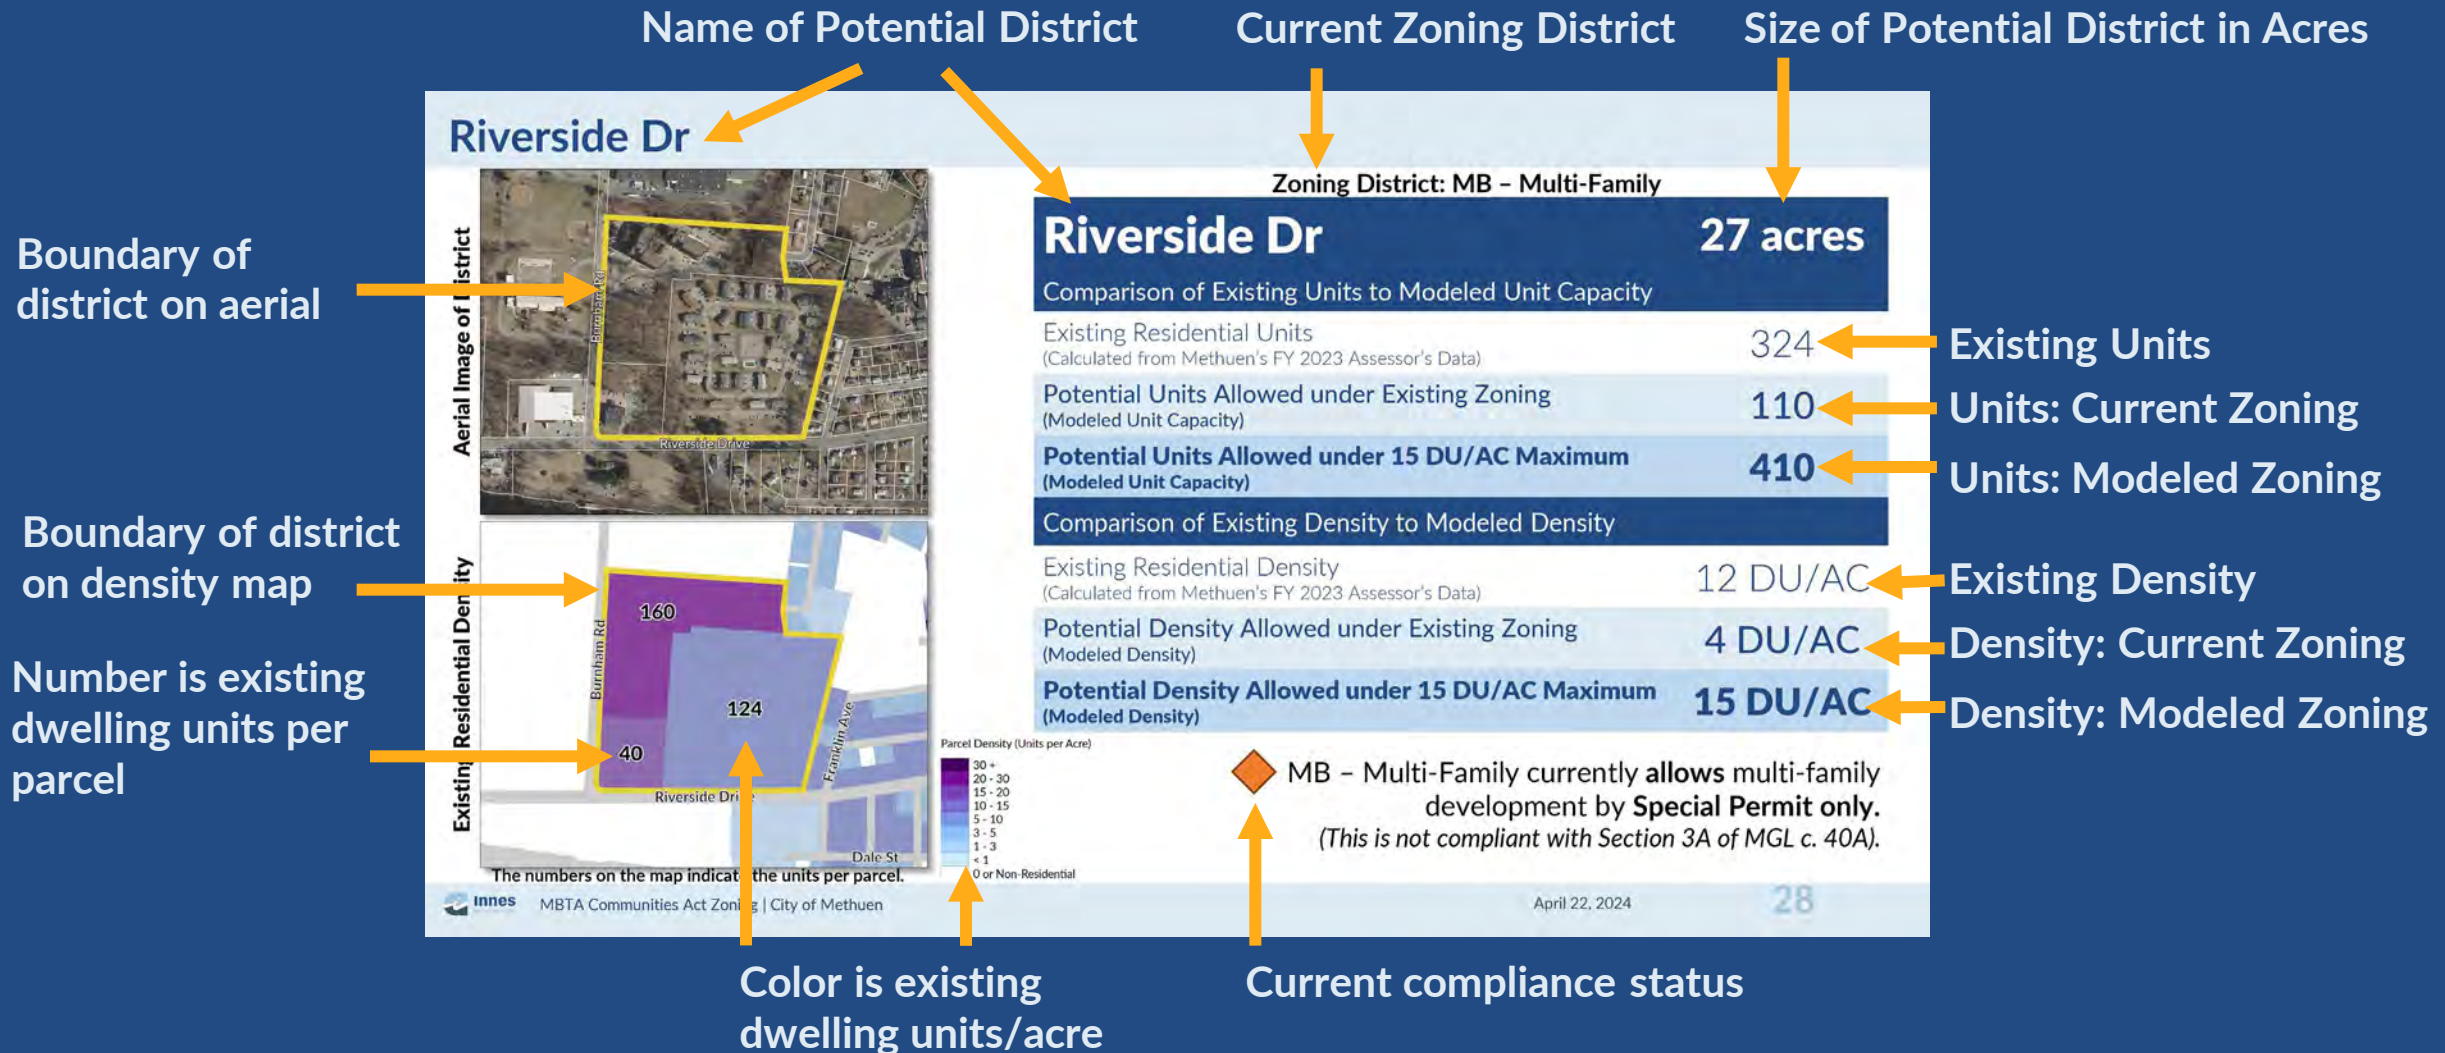 Name of Potential District
Current Zoning District
Size of Potential District in Acres
Riverside Dr
Boundary of
district on aerial
Aerial Image of District
Burnham Rd
Riverside Drive
Zoning District: MB – Multi-Family
Riverside Dr
27 acres
Comparison of Existing Units to Modeled Unit Capacity
Existing Residential Units
(Calculated from Methuen's FY 2023 Assessor's Data)
324
Existing Units
Potential Units Allowed under Existing Zoning
(Modeled Unit Capacity)
110
Units: Current Zoning
Potential Units Allowed under 15 DU/AC Maximum
(Modeled Unit Capacity)
410
Units: Modeled Zoning
Comparison of Existing Density to Modeled Density
Existing Residential Density
(Calculated from Methuen's FY 2023 Assessor's Data)
12 DU/AC
Existing Density
Potential Density Allowed under Existing Zoning
(Modeled Density)
4 DU/AC
Density: Current Zoning
Potential Density Allowed under 15 DU/AC Maximum
(Modeled Density)
15 DU/AC
Density: Modeled Zoning
Boundary of district
on density map
Number is existing
dwelling units per
parcel
Existing Residential Density
160
124
40
Burnham Rd
Franklin Ave
Riverside Drive
Dale St
Parcel Density (Units per Acre)
30 +
20 - 30
15 - 20
10 - 15
5 - 10
3 - 5
1 - 3
< 1
0 or Non-Residential
The numbers on the map indicate the units per parcel.
MB – Multi-Family currently allows multi-family
development by Special Permit only.
(This is not compliant with Section 3A of MGL c. 40A).
Innes
MBTA Communities Act Zoning | City of Methuen
April 22, 2024
28
Color is existing
dwelling units/acre
Current compliance status